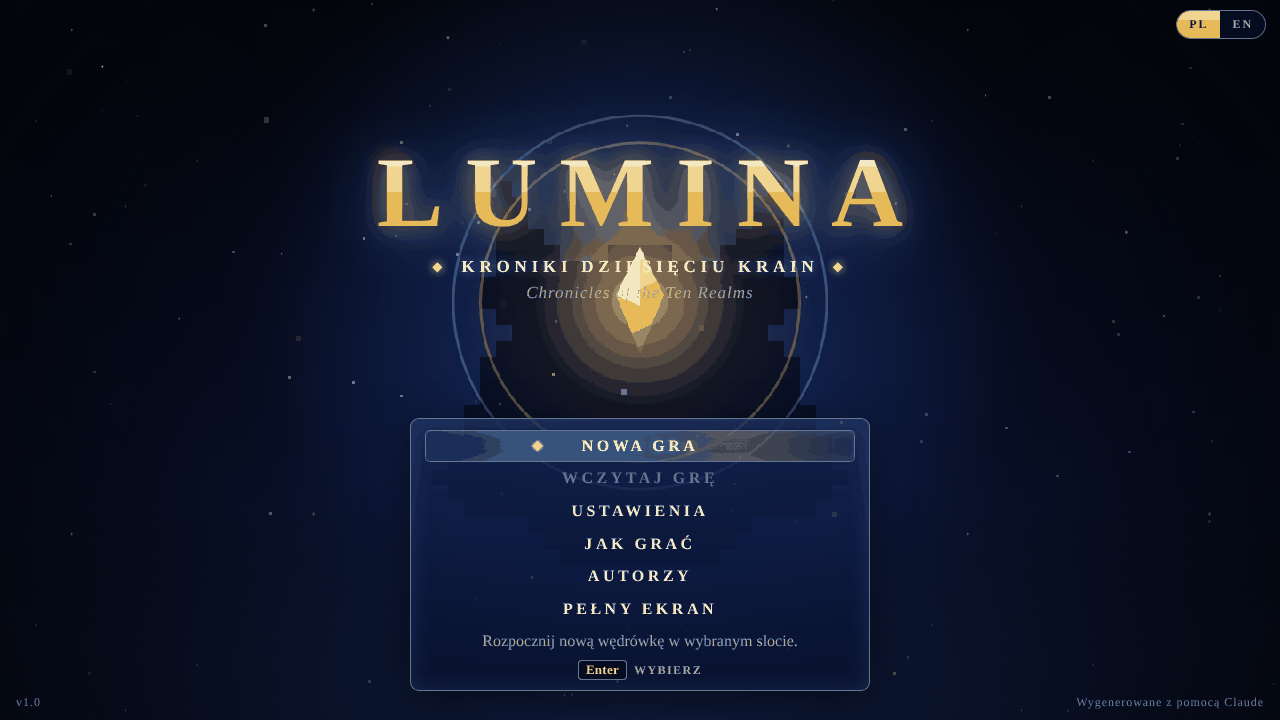 PL EN
LUMINA
KRONIKI DZIESIĘCIU KRAIN
Chronicles of the Ten Realms
NOWA GRA
WCZYTAJ GRĘ
USTAWIENIA
JAK GRAĆ
AUTORZY
PEŁNY EKRAN
Rozpocznij nową wędrówkę w wybranym slocie.
Enter WYBIERZ
v1.0
Wygenerowane z pomocą Claude